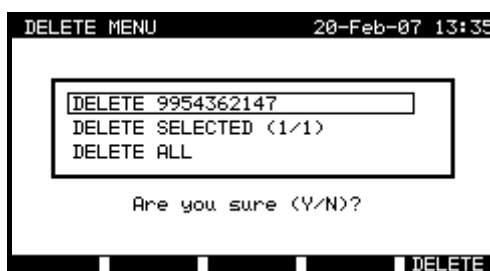 DELETE MENU 20-Feb-07 13:35
DELETE 9954362147
DELETE SELECTED (1/1)
DELETE ALL
Are you sure (Y/N)?
DELETE